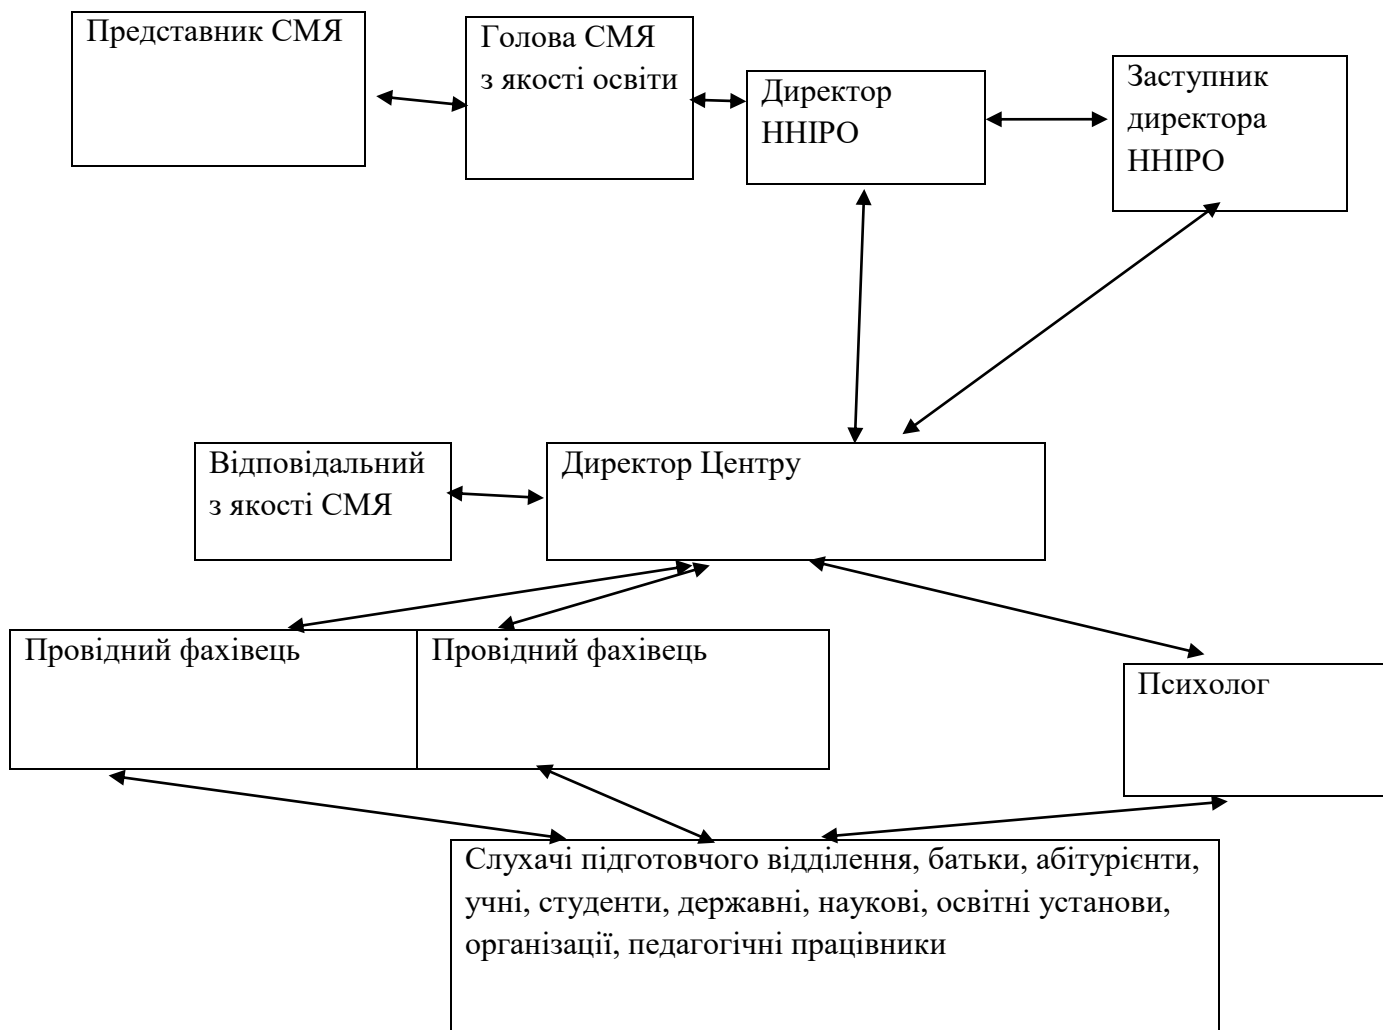 Представник СМЯ
Голова СМЯ
з якості освіти
Директор
ННІРО
Заступник
директора
ННІРО
Відповідальний
з якості СМЯ
Директор Центру
Провідний фахівець
Провідний фахівець
Психолог
Слухачі підготовчого відділення, батьки, абітурієнти,
учні, студенти, державні, наукові, освітні установи,
організації, педагогічні працівники